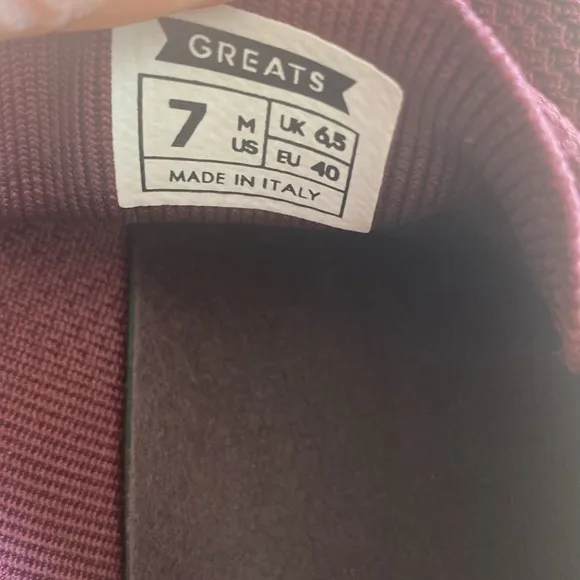 GREATS
7 M US UK 6,5
EU 40
MADE IN ITALY